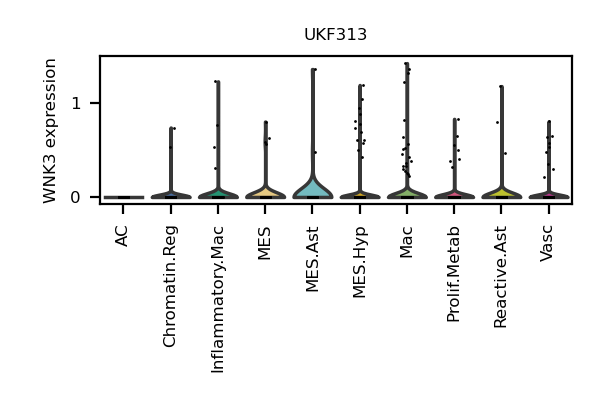 UKF313
WNK3 expression
1
0
AC
Chromatin.Reg
Inflammatory.Mac
MES
MES.Ast
MES.Hyp
Mac
Prolif.Metab
Reactive.Ast
Vasc